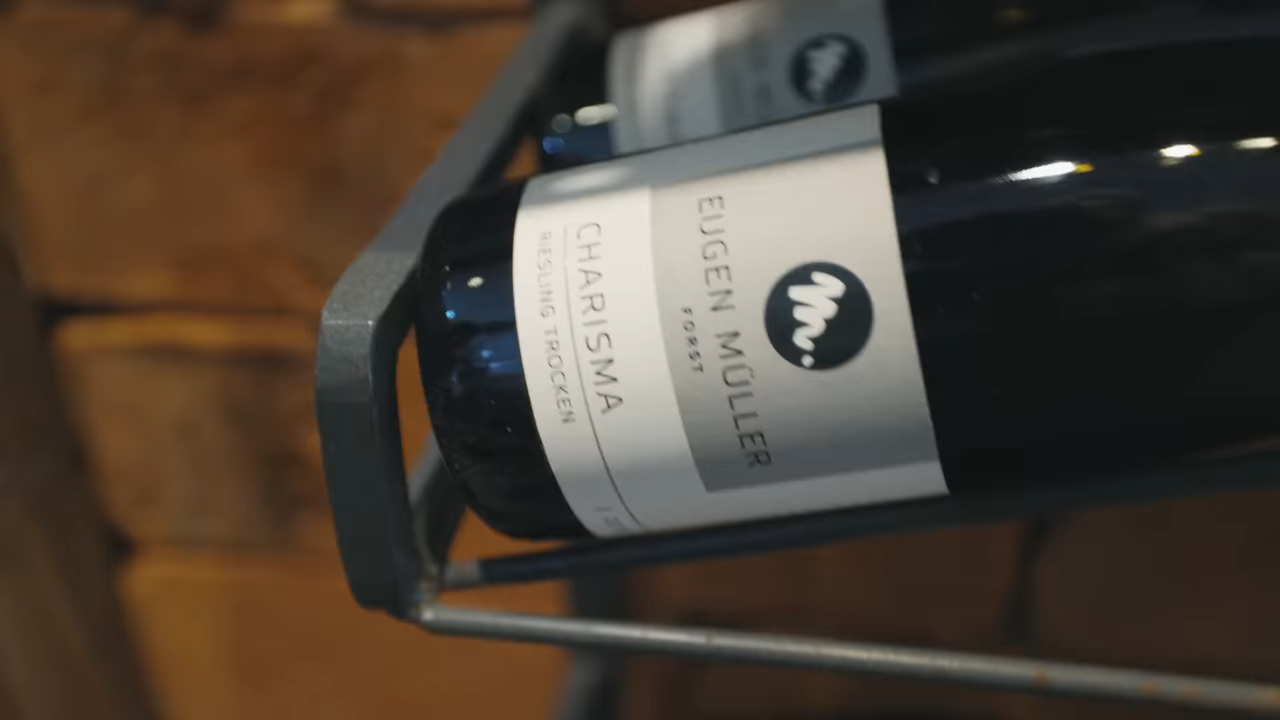 m.
EUGEN MÜLLER
FORST
CHARISMA
RIESLING TROCKEN